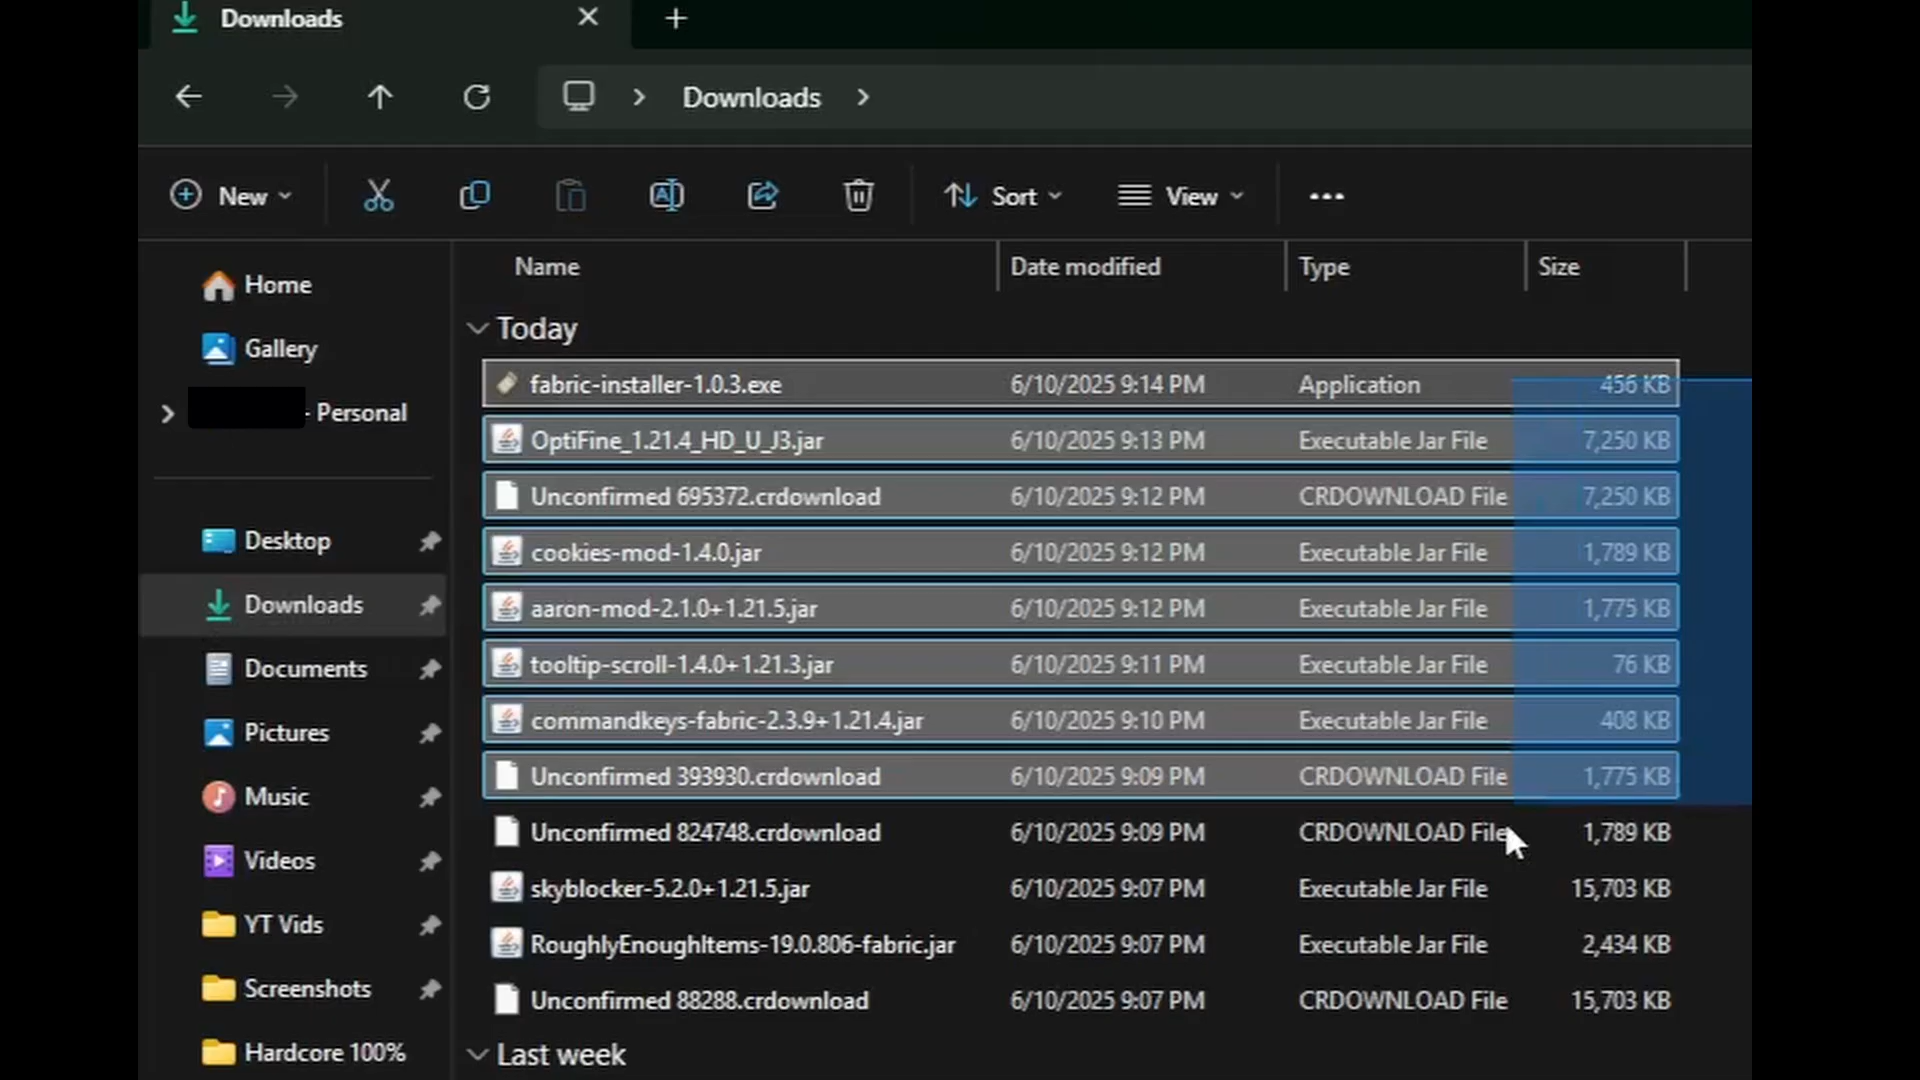 Downloads
Downloads
New
Sort
View
Name Date modified Type Size
Home
Gallery
- Personal
Desktop
Downloads
Documents
Pictures
Music
Videos
YT Vids
Screenshots
Hardcore 100%
Today
fabric-installer-1.0.3.exe 6/10/2025 9:14 PM Application 456 KB
OptiFine_1.21.4_HD_U_J3.jar 6/10/2025 9:13 PM Executable Jar File 7,250 KB
Unconfirmed 695372.crdownload 6/10/2025 9:12 PM CRDOWNLOAD File 7,250 KB
cookies-mod-1.4.0.jar 6/10/2025 9:12 PM Executable Jar File 1,789 KB
aaron-mod-2.1.0+1.21.5.jar 6/10/2025 9:12 PM Executable Jar File 1,775 KB
tooltip-scroll-1.4.0+1.21.3.jar 6/10/2025 9:11 PM Executable Jar File 76 KB
commandkeys-fabric-2.3.9+1.21.4.jar 6/10/2025 9:10 PM Executable Jar File 408 KB
Unconfirmed 393930.crdownload 6/10/2025 9:09 PM CRDOWNLOAD File 1,775 KB
Unconfirmed 824748.crdownload 6/10/2025 9:09 PM CRDOWNLOAD File 1,789 KB
skyblocker-5.2.0+1.21.5.jar 6/10/2025 9:07 PM Executable Jar File 15,703 KB
RoughlyEnoughItems-19.0.806-fabric.jar 6/10/2025 9:07 PM Executable Jar File 2,434 KB
Unconfirmed 88288.crdownload 6/10/2025 9:07 PM CRDOWNLOAD File 15,703 KB
Last week